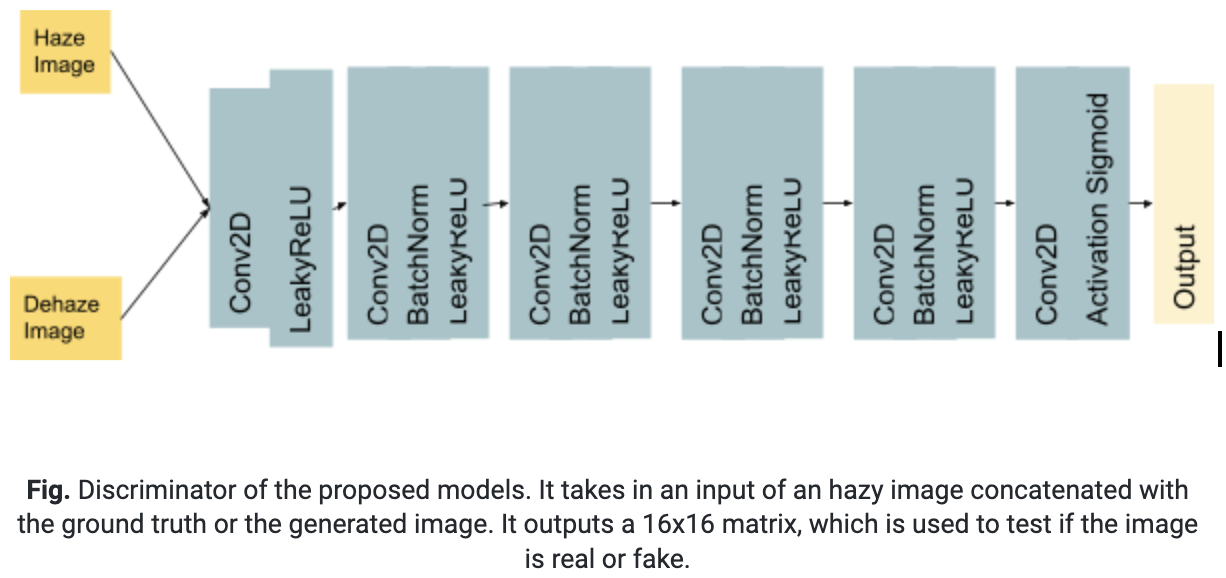 Haze
Image
Dehaze
Image
Conv2D
LeakyReLU
Conv2D
BatchNorm
LeakyReLU
Conv2D
BatchNorm
LeakyReLU
Conv2D
BatchNorm
LeakyReLU
Conv2D
BatchNorm
LeakyReLU
Conv2D
Activation Sigmoid
Output
Fig. Discriminator of the proposed models. It takes in an input of an hazy image concatenated with
the ground truth or the generated image. It outputs a 16x16 matrix, which is used to test if the image
is real or fake.